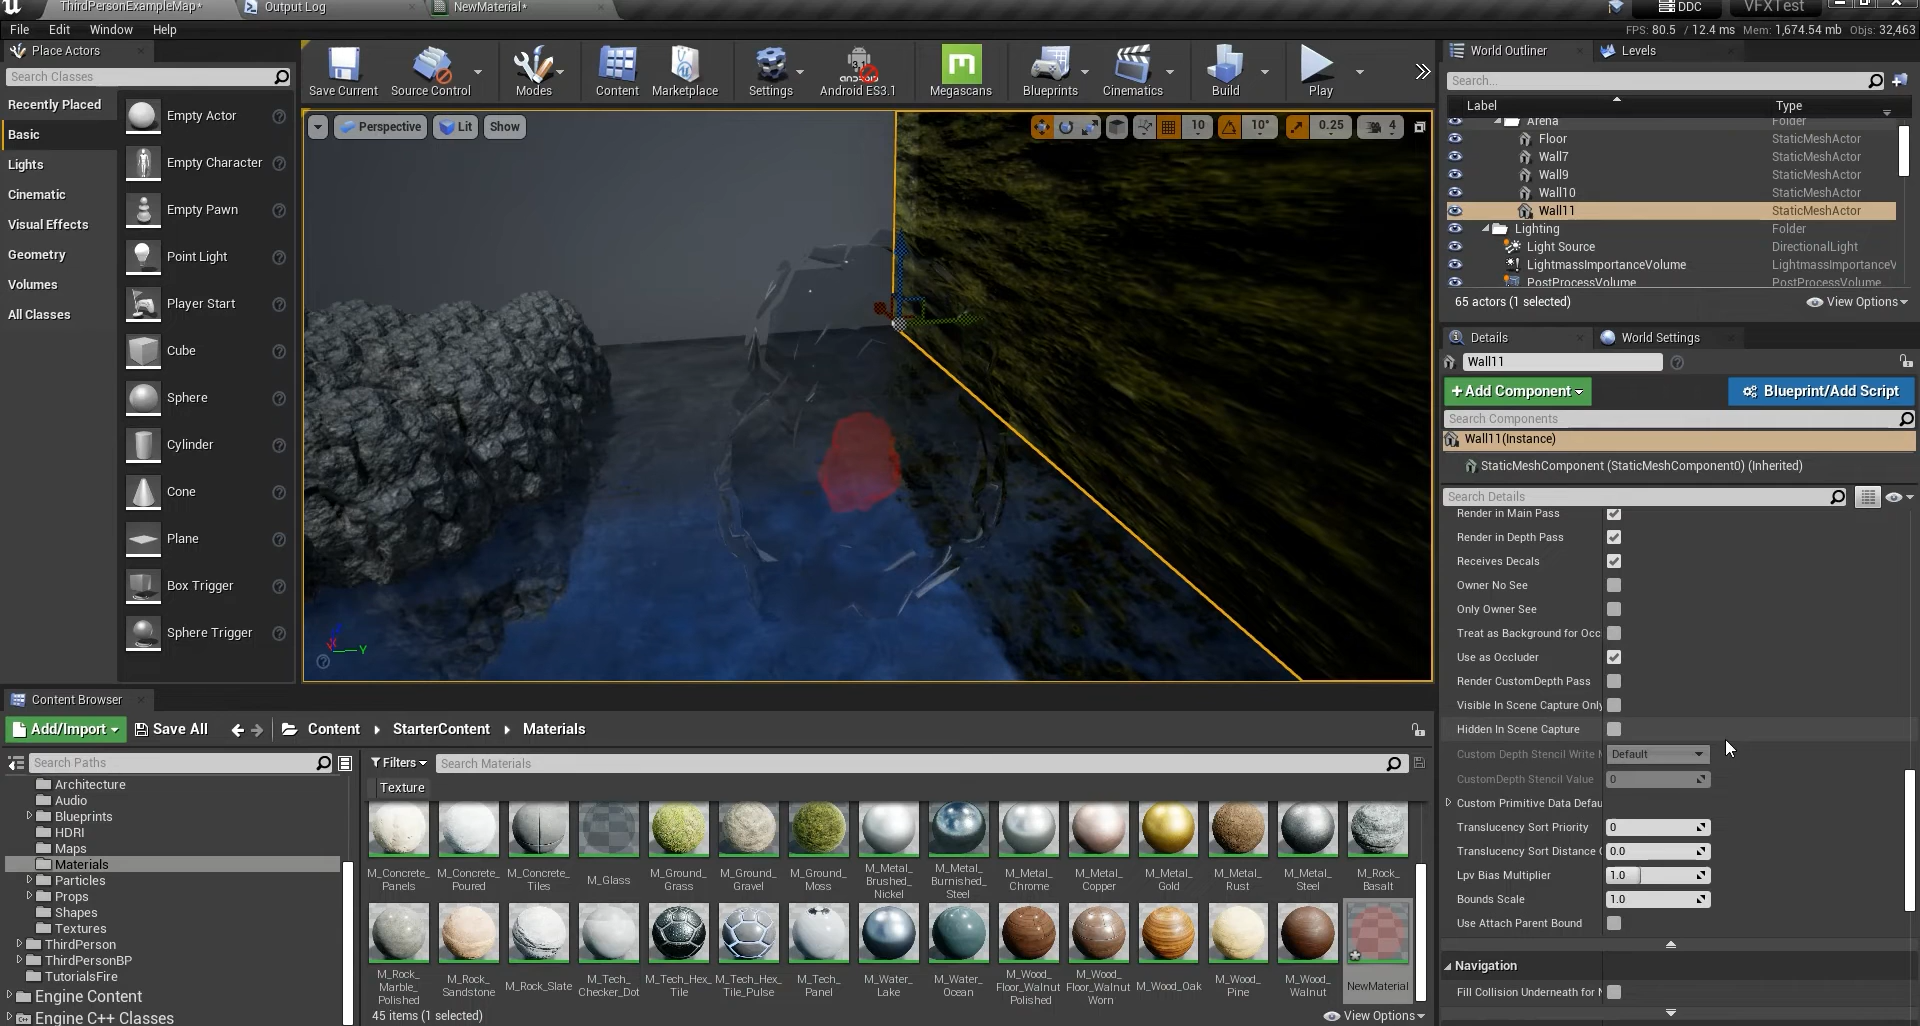 ThirdPersonExampleMap*
Output Log
NewMaterial*
DDC
VFXTest
File
Edit
Window
Help
FPS: 80.5 / 12.4 ms | Mem: 1,674.54 mb | Objs: 32,463
Place Actors
Search Classes
Recently Placed
Basic
Lights
Cinematic
Visual Effects
Geometry
Volumes
All Classes
Empty Actor
Empty Character
Empty Pawn
Point Light
Player Start
Cube
Sphere
Cylinder
Cone
Plane
Box Trigger
Sphere Trigger
Save Current
Source Control
Modes
Content
Marketplace
Settings
Android ES3.1
Megascans
Blueprints
Cinematics
Build
Play
Perspective
Lit
Show
10
10°
0.25
4
World Outliner
Levels
Search...
Label
Type
Arena
Folder
Floor
StaticMeshActor
Wall7
StaticMeshActor
Wall9
StaticMeshActor
Wall10
StaticMeshActor
Wall11
StaticMeshActor
Lighting
Folder
Light Source
DirectionalLight
LightmassImportanceVolume
LightmassImportanceV
PostProcessVolume
PostProcessVolume
65 actors (1 selected)
View Options
Details
World Settings
Wall11
+ Add Component
Blueprint/Add Script
Search Components
Wall11(Instance)
StaticMeshComponent (StaticMeshComponent0) (Inherited)
Search Details
Render in Main Pass
Render in Depth Pass
Receives Decals
Owner No See
Only Owner See
Treat as Background for Occ
Use as Occluder
Render CustomDepth Pass
Visible In Scene Capture Only
Hidden In Scene Capture
Custom Depth Stencil Write M
Default
CustomDepth Stencil Value
0
Custom Primitive Data Defau
Translucency Sort Priority
0
Translucency Sort Distance O
0.0
Lpv Bias Multiplier
1.0
Bounds Scale
1.0
Use Attach Parent Bound
Navigation
Fill Collision Underneath for N
Content Browser
Add/Import
Save All
Content
StarterContent
Materials
Search Paths
Filters
Search Materials
Texture
Architecture
Audio
Blueprints
HDRI
Maps
Materials
Particles
Props
Shapes
Textures
ThirdPerson
ThirdPersonBP
TutorialsFire
Engine Content
Engine C++ Classes
M_Concrete_
Panels
M_Concrete_
Poured
M_Concrete_
Tiles
M_Glass
M_Ground_
Grass
M_Ground_
Gravel
M_Ground_
Moss
M_Metal_
Brushed_
Nickel
M_Metal_
Burnished_
Steel
M_Metal_
Chrome
M_Metal_
Copper
M_Metal_
Gold
M_Metal_
Rust
M_Metal_
Steel
M_Rock_
Basalt
M_Rock_
Marble_
Polished
M_Rock_
Sandstone
M_Rock_Slate
M_Tech_
Checker_Dot
M_Tech_Hex_
Tile
M_Tech_Hex_
Tile_Pulse
M_Tech_
Panel
M_Water_
Lake
M_Water_
Ocean
M_Wood_
Floor_Walnut
Polished
M_Wood_
Floor_Walnut
Worn
M_Wood_Oak
M_Wood_
Pine
M_Wood_
Walnut
NewMaterial
45 items (1 selected)
View Options